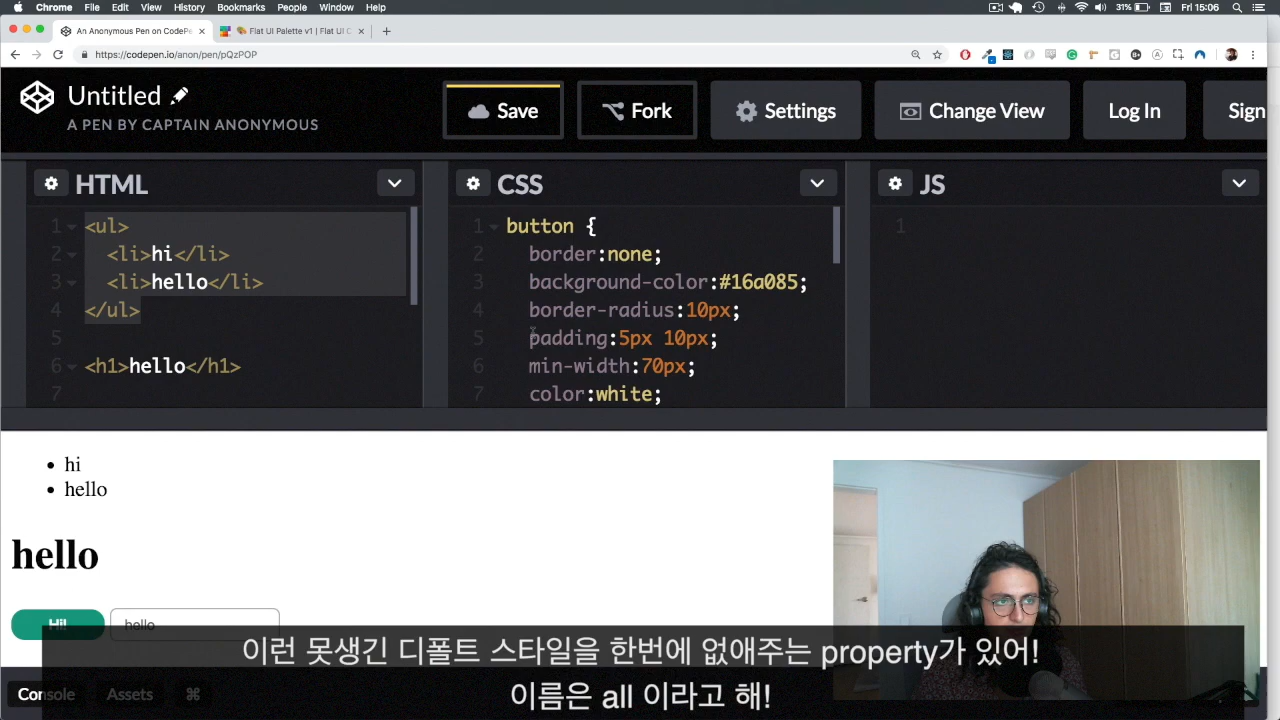 Chrome File Edit View History Bookmarks People Window Help 31% Fri 15:06
An Anonymous Pen on CodePe Flat UI Palette v1 | Flat UI C
https://codepen.io/anon/pen/pQzPOP
Untitled
A PEN BY CAPTAIN ANONYMOUS
Save Fork Settings Change View Log In Sign
HTML CSS JS
1 <ul>
2 <li>hi</li>
3 <li>hello</li>
4 </ul>
5
6 <h1>hello</h1>
7
1 button {
2 border:none;
3 background-color:#16a085;
4 border-radius:10px;
5 padding:5px 10px;
6 min-width:70px;
7 color:white;
1
• hi
• hello
hello
Hi! hello
이런 못생긴 디폴트 스타일을 한번에 없애주는 property가 있어!
이름은 all 이라고 해!
Console Assets ⌘